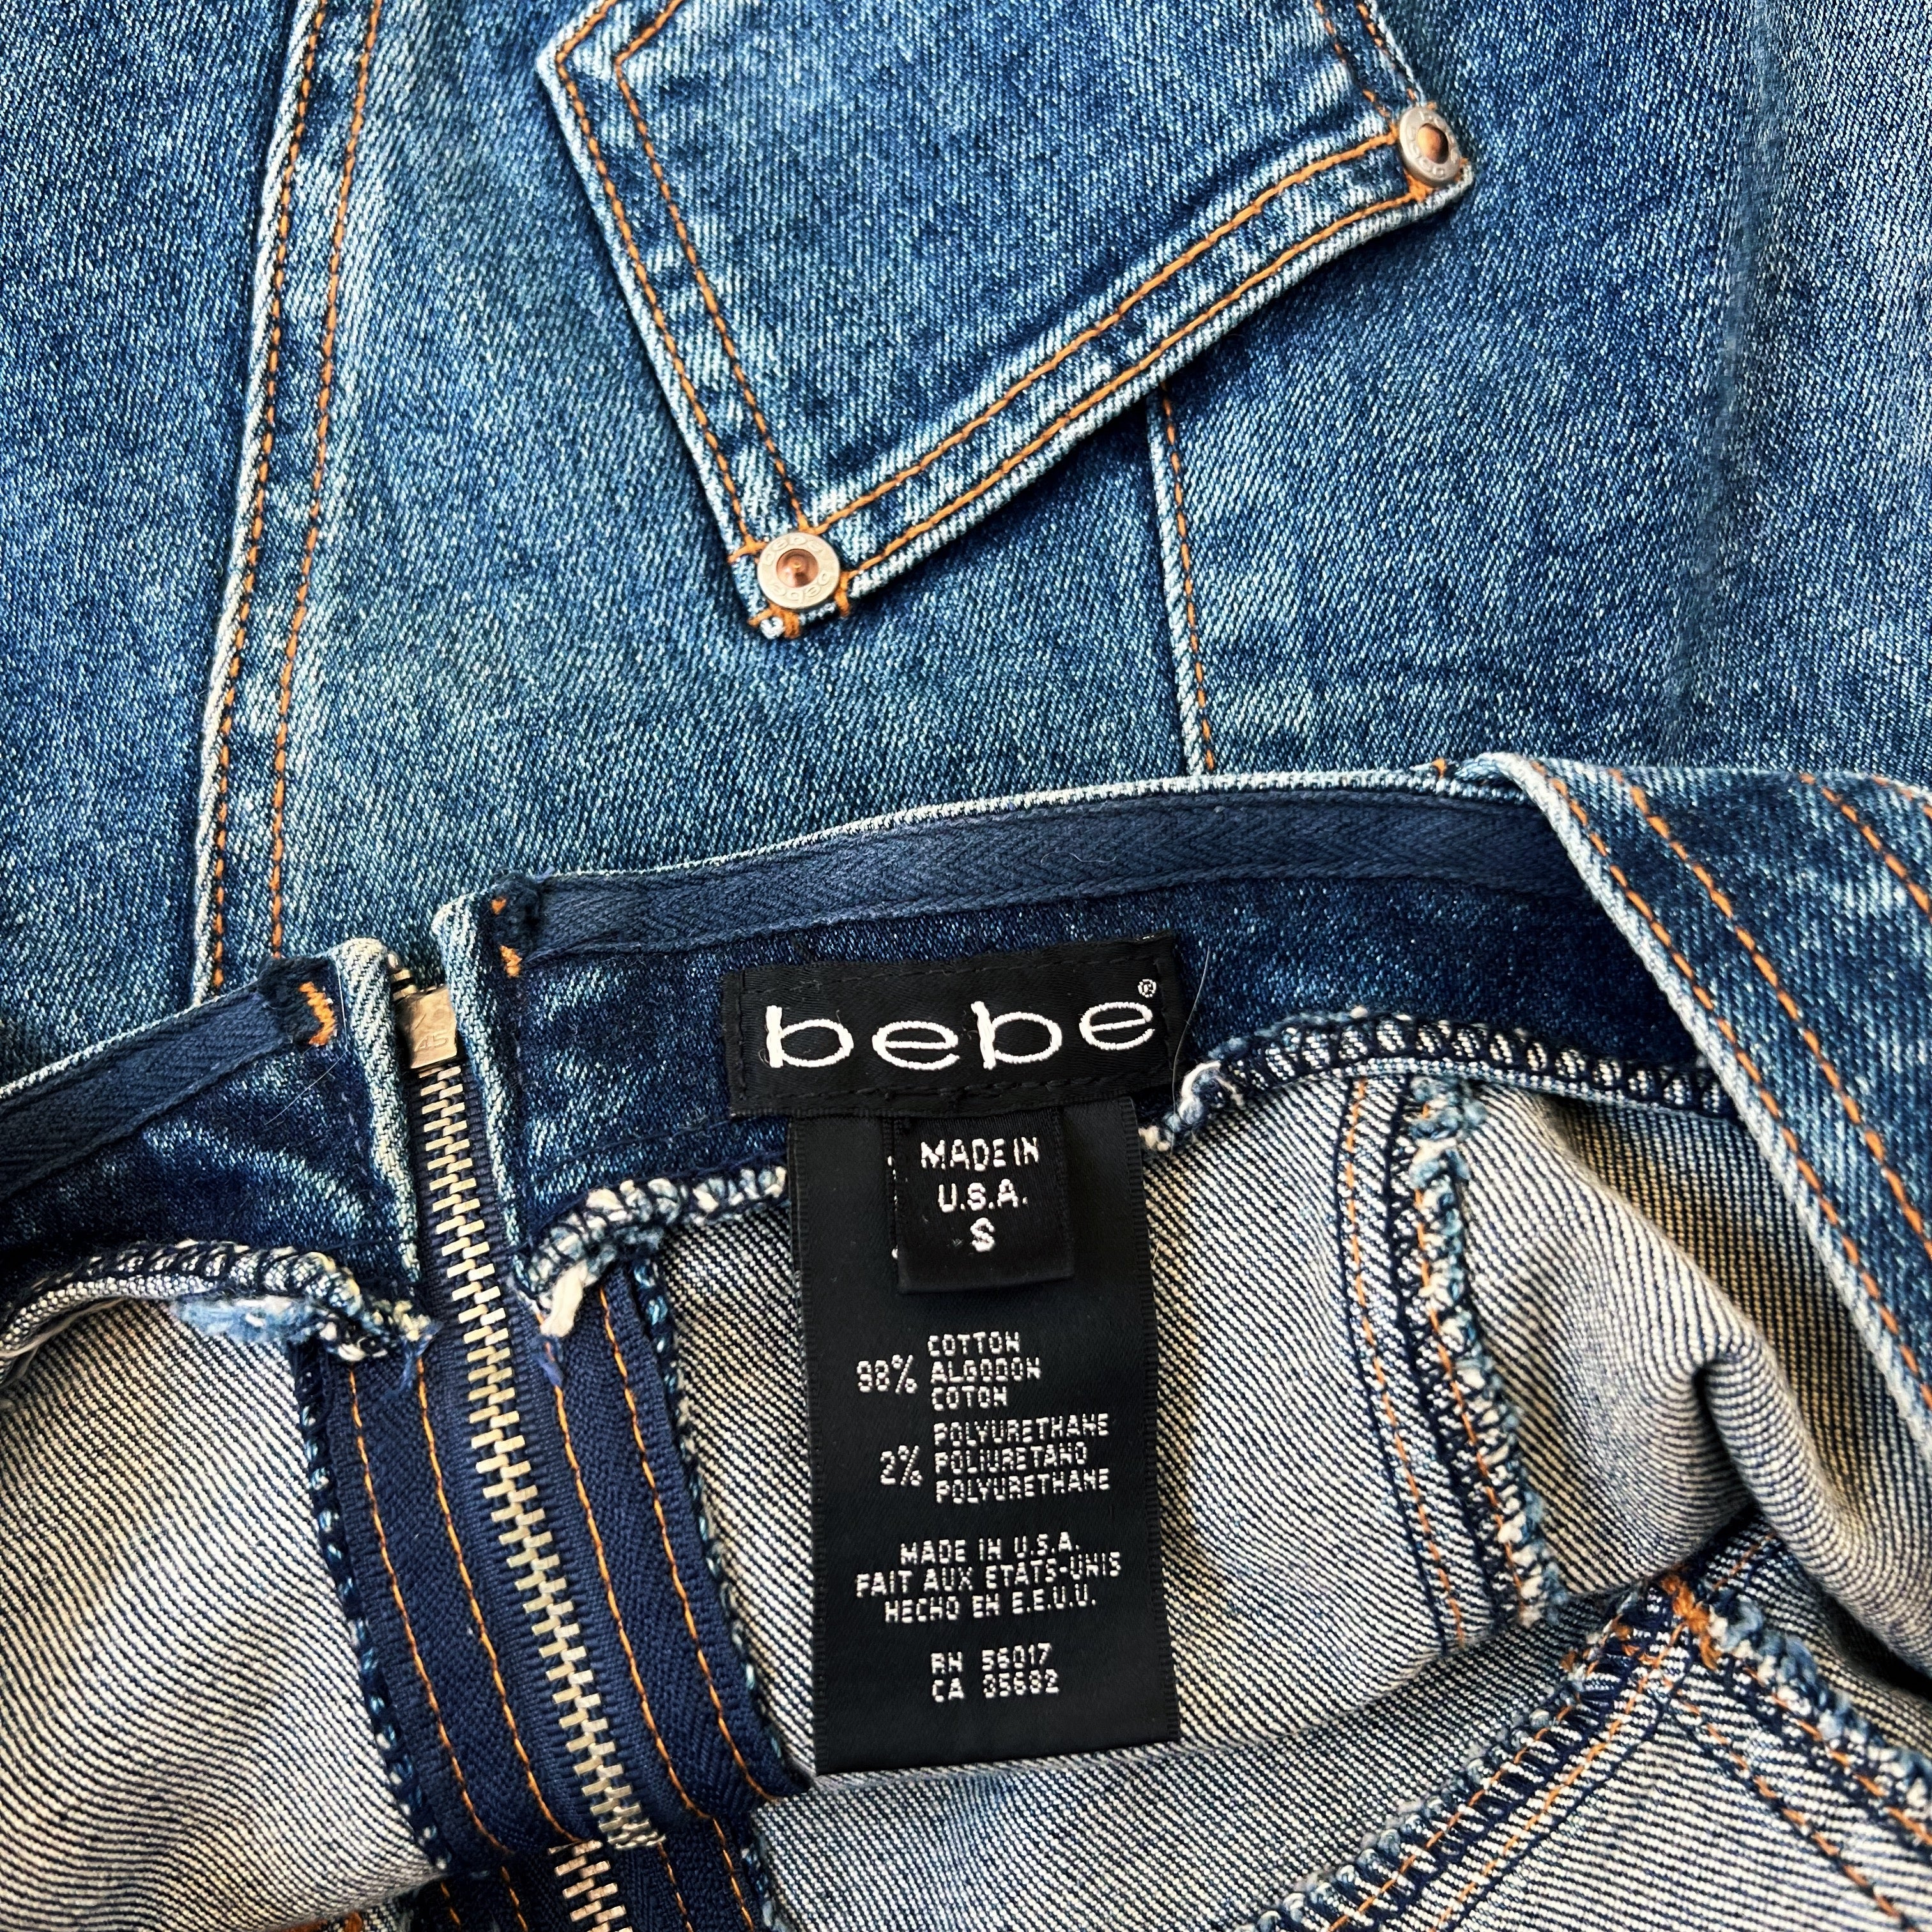 bebe®
MADE IN
U.S.A.
S
COTTON
98% ALGODON
COTON
POLYURETHANE
2% POLIURETANO
POLYURETHANE
MADE IN U.S.A.
FAIT AUX ETATS-UNIS
HECHO EN E.E.U.U.
RN 56017
CA 35682